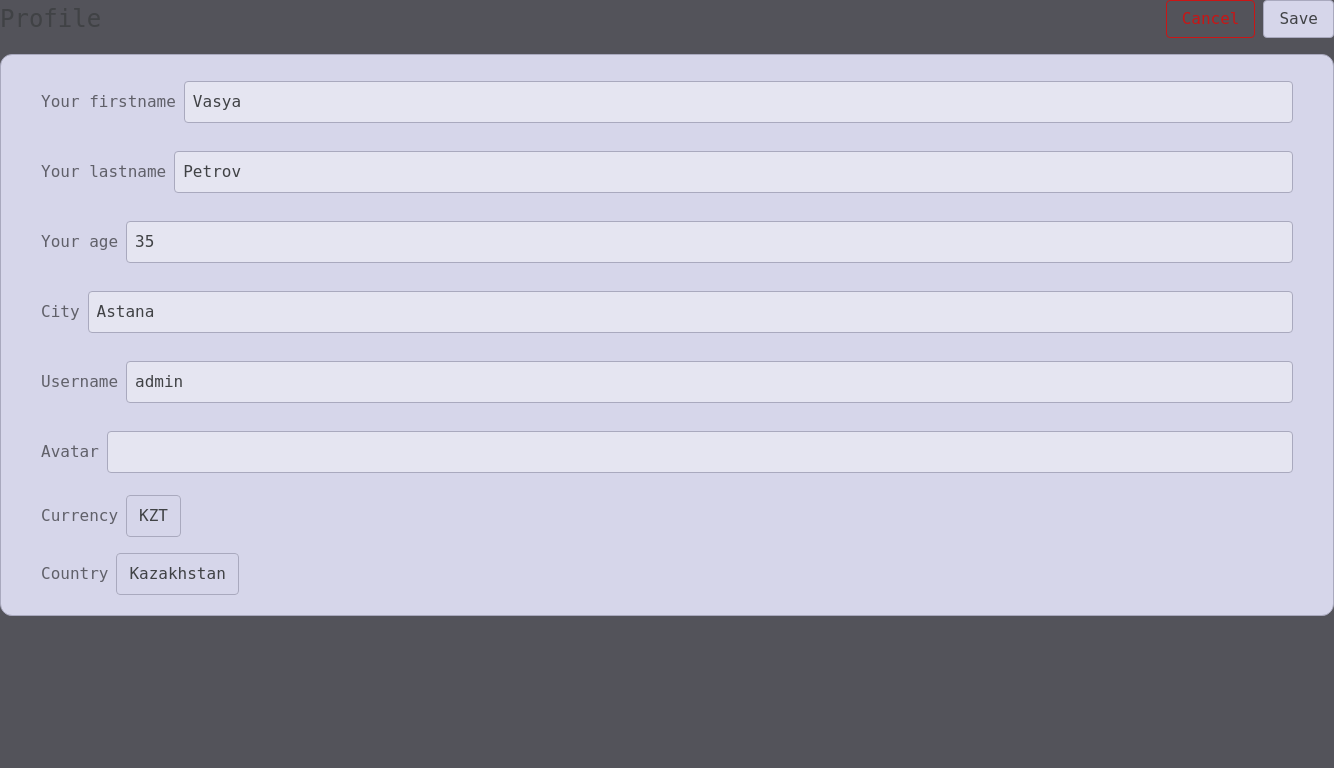 Profile Cancel Save
Your firstname Vasya
Your lastname Petrov
Your age 35
City Astana
Username admin
Avatar
Currency KZT
Country Kazakhstan